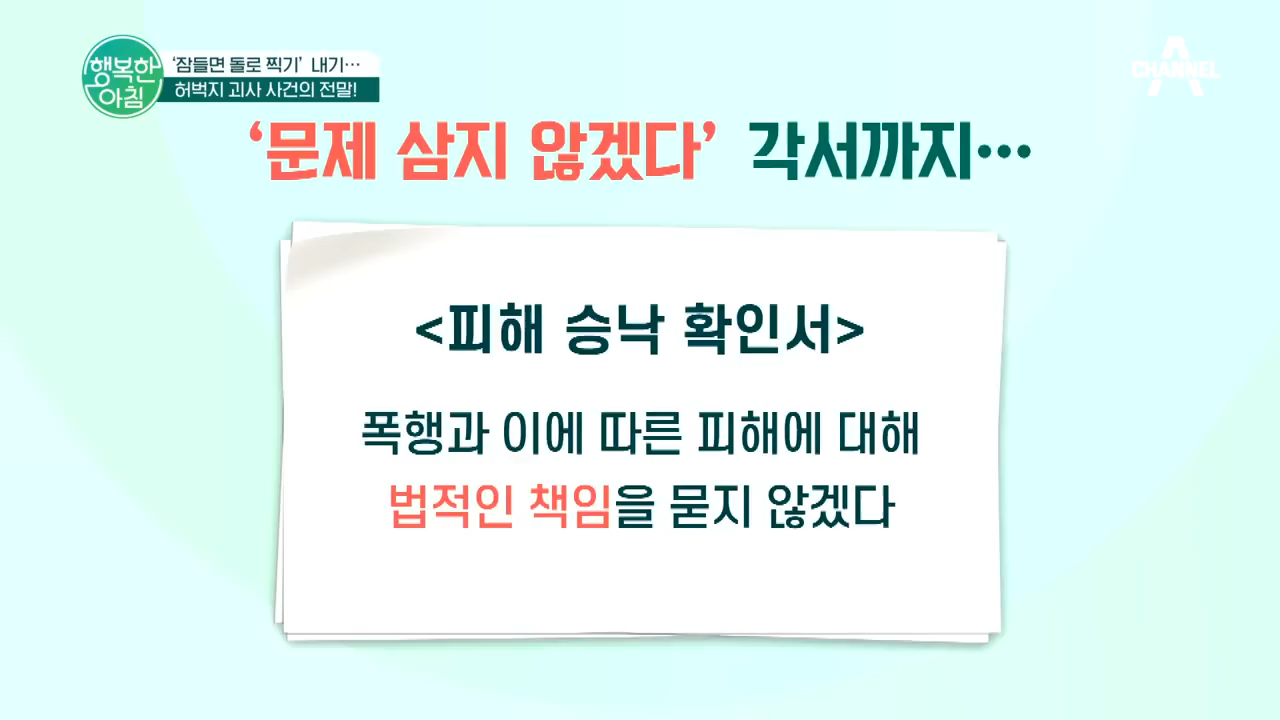 행복한
아침
‘잠들면 돌로 찍기’ 내기…
허벅지 괴사 사건의 전말!
CHANNEL A
‘문제 삼지 않겠다’ 각서까지…
<피해 승낙 확인서>
폭행과 이에 따른 피해에 대해
법적인 책임을 묻지 않겠다